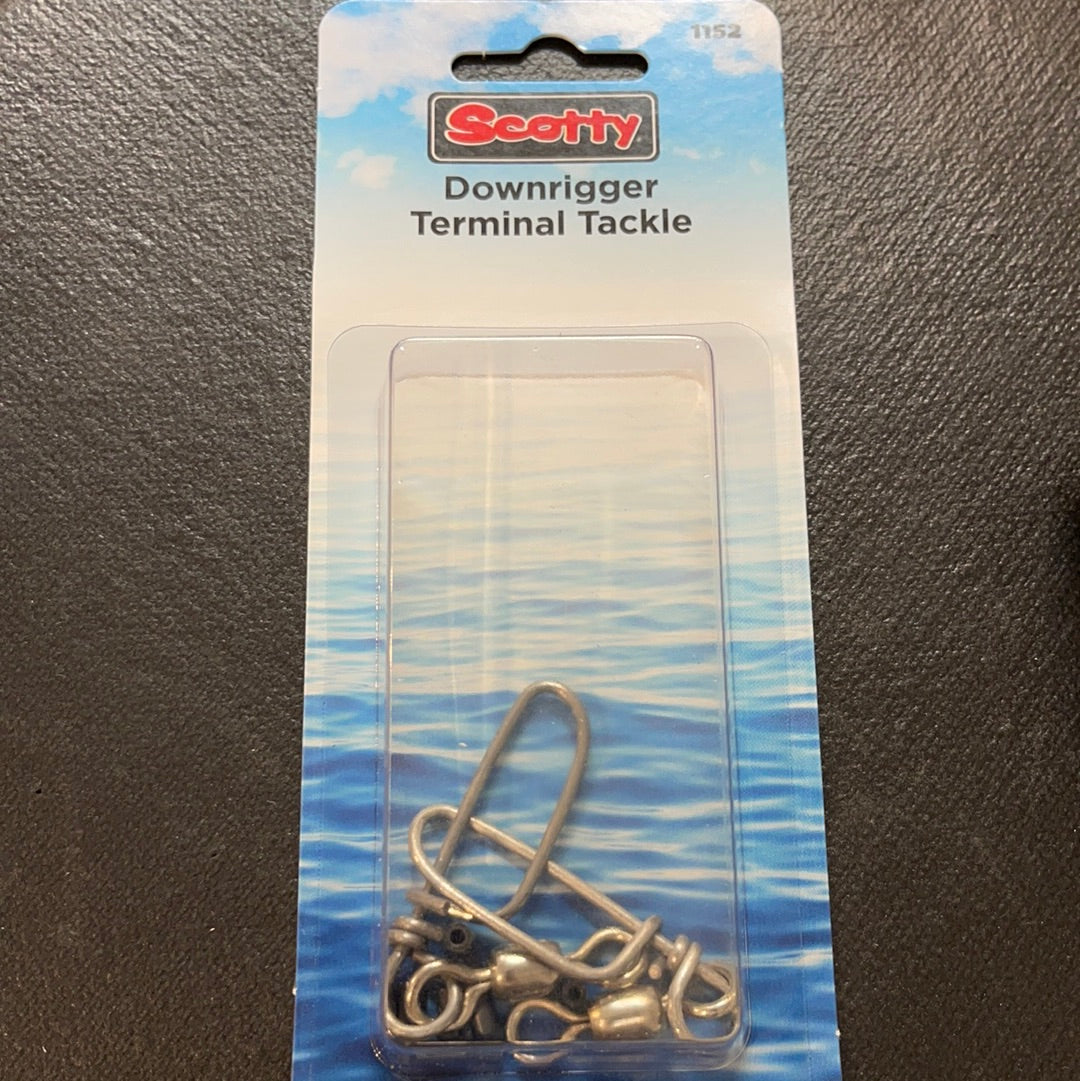 1152
Scotty
Downrigger
Terminal Tackle